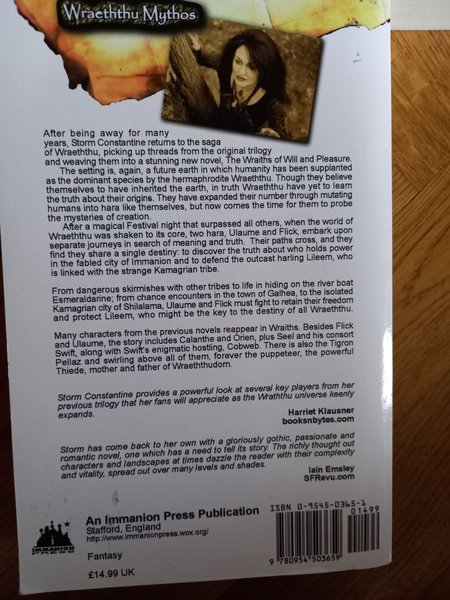 Wraeththu Mythos
After being away for many
years, Storm Constantine returns to the saga
of Wraeththu, picking up threads from the original trilogy
and weaving them into a stunning new novel, The Wraiths of Will and Pleasure.
The setting is, again, a future earth in which humanity has been supplanted
as the dominant species by the hermaphrodite Wraeththu. Though they believe
themselves to have inherited the earth, in truth Wraeththu have yet to learn
the truth about their origins. They have expanded their number through mutating
humans into hara like themselves, but now comes the time for them to probe
the mysteries of creation.
After a magical Festival night that surpassed all others, when the world of
Wraeththu was shaken to its core, two hara, Ulaume and Flick, embark upon
separate journeys in search of meaning and truth. Their paths cross, and they
find they share a single destiny: to discover the truth about who holds power
in the fabled city of Immanion and to defend the outcast harling Lileem, who
is linked with the strange Kamagrian tribe.
From dangerous skirmishes with other tribes to life in hiding on the river boat
Esmeraldarine; from chance encounters in the town of Galhea, to the isolated
Kamagrian city of Shilalama, Ulaume and Flick must fight to retain their freedom
and protect Lileem, who might be the key to the destiny of all Wraeththu.
Many characters from the previous novels reappear in Wraiths. Besides Flick
and Ulaume, the story includes Calanthe and Orien, plus Seel and his consort
Swift, along with Swift's enigmatic hostling, Cobweb. There is also the Tigron
Pellaz and swirling above all of them, forever the puppeteer, the powerful
Thiede, mother and father of Wraeththudom.
Storm Constantine provides a powerful look at several key players from her
previous trilogy that her fans will appreciate as the Wraththu universe keenly
expands.
Harriet Klausner
booksnbytes.com
Storm has come back to her own with a gloriously gothic, passionate and
romantic novel, one which has a need to tell its story. The richly thought out
characters and landscapes at times dazzle the reader with their complexity
and vitality, spread out over many levels and shades.
Iain Emsley
SFRevu.com
ISBN 0-9545-0365-1
01499
An Immanion Press Publication
Stafford, England
http://www.immanionpress.wox.org/
IMMANION
PRESS
Fantasy
£14.99 UK
9 780954 503659